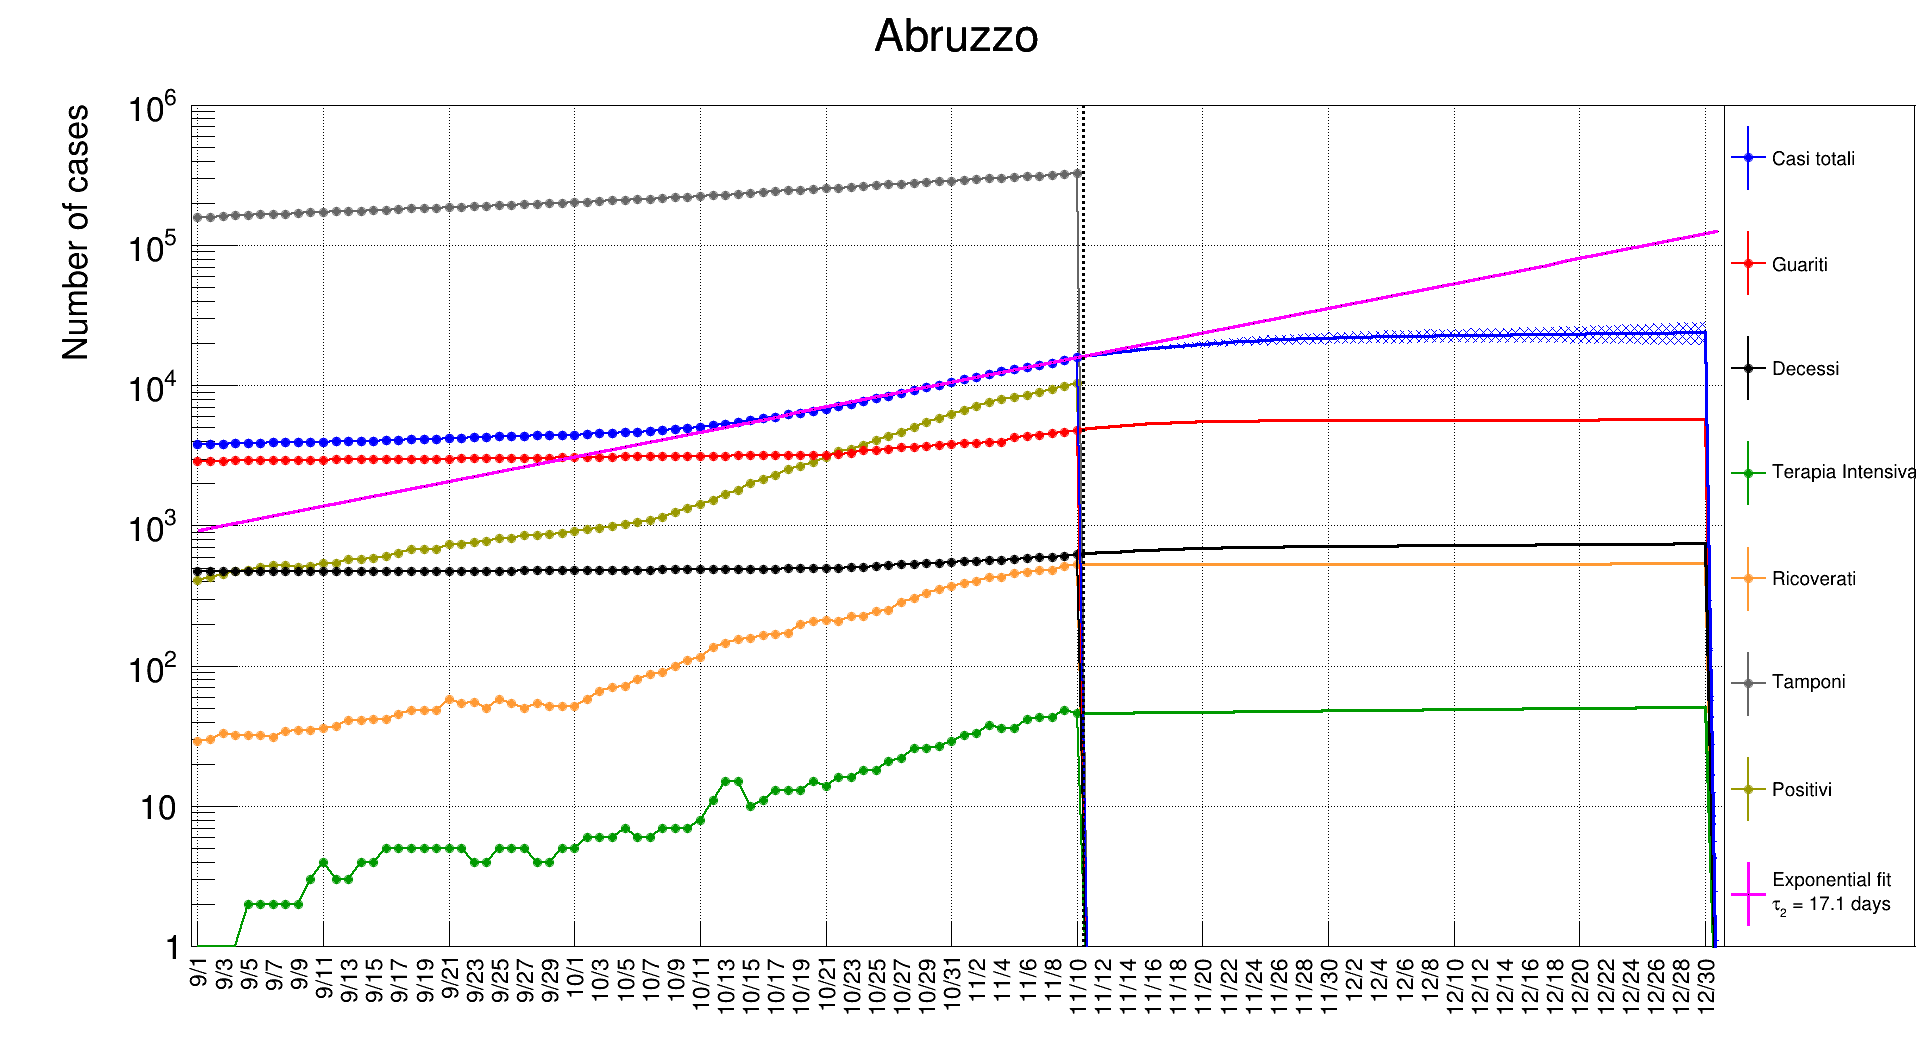 Abruzzo
Number of cases
10^6
10^5
10^4
10^3
10^2
10
1
9/1 9/3 9/5 9/7 9/9 9/11 9/13 9/15 9/17 9/19 9/21 9/23 9/25 9/27 9/29 10/1 10/3 10/5 10/7 10/9 10/11 10/13 10/15 10/17 10/19 10/21 10/23 10/25 10/27 10/29 10/31 11/2 11/4 11/6 11/8 11/10 11/12 11/14 11/16 11/18 11/20 11/22 11/24 11/26 11/28 11/30 12/2 12/4 12/6 12/8 12/10 12/12 12/14 12/16 12/18 12/20 12/22 12/24 12/26 12/28 12/30
Casi totali
Guariti
Decessi
Terapia Intensiva
Ricoverati
Tamponi
Positivi
Exponential fit
τ_2 = 17.1 days